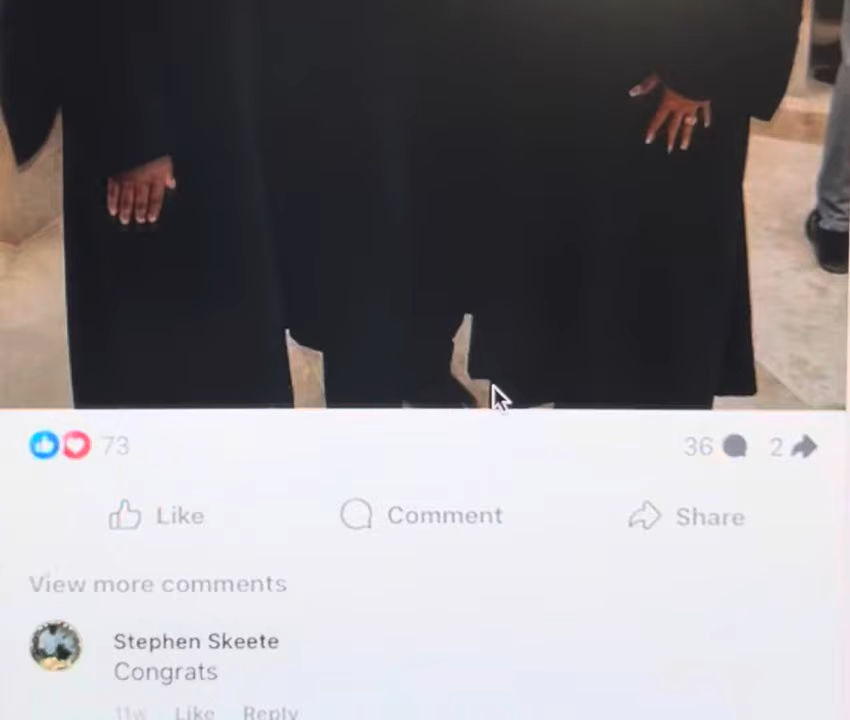 73
36 2
Like Comment Share
View more comments
Stephen Skeete
Congrats
11w Like Reply